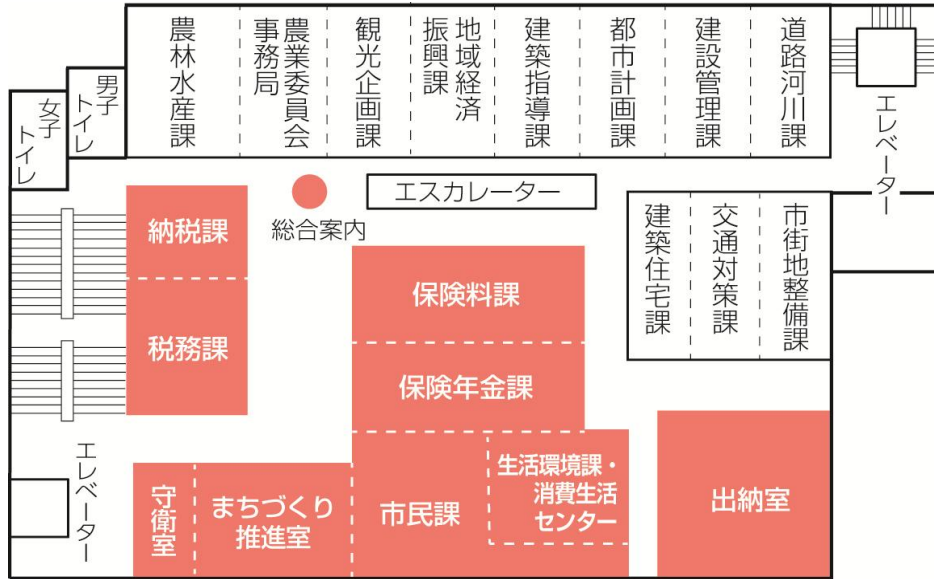 農林水産課
農業委員会
事務局
観光企画課
地域経済
振興課
建築指導課
都市計画課
建設管理課
道路河川課
エレベーター
男子
トイレ
女子
トイレ
エスカレーター
総合案内
納税課
税務課
保険料課
保険年金課
建築住宅課
交通対策課
市街地整備課
エレベーター
守衛室
まちづくり
推進室
市民課
生活環境課・
消費生活
センター
出納室